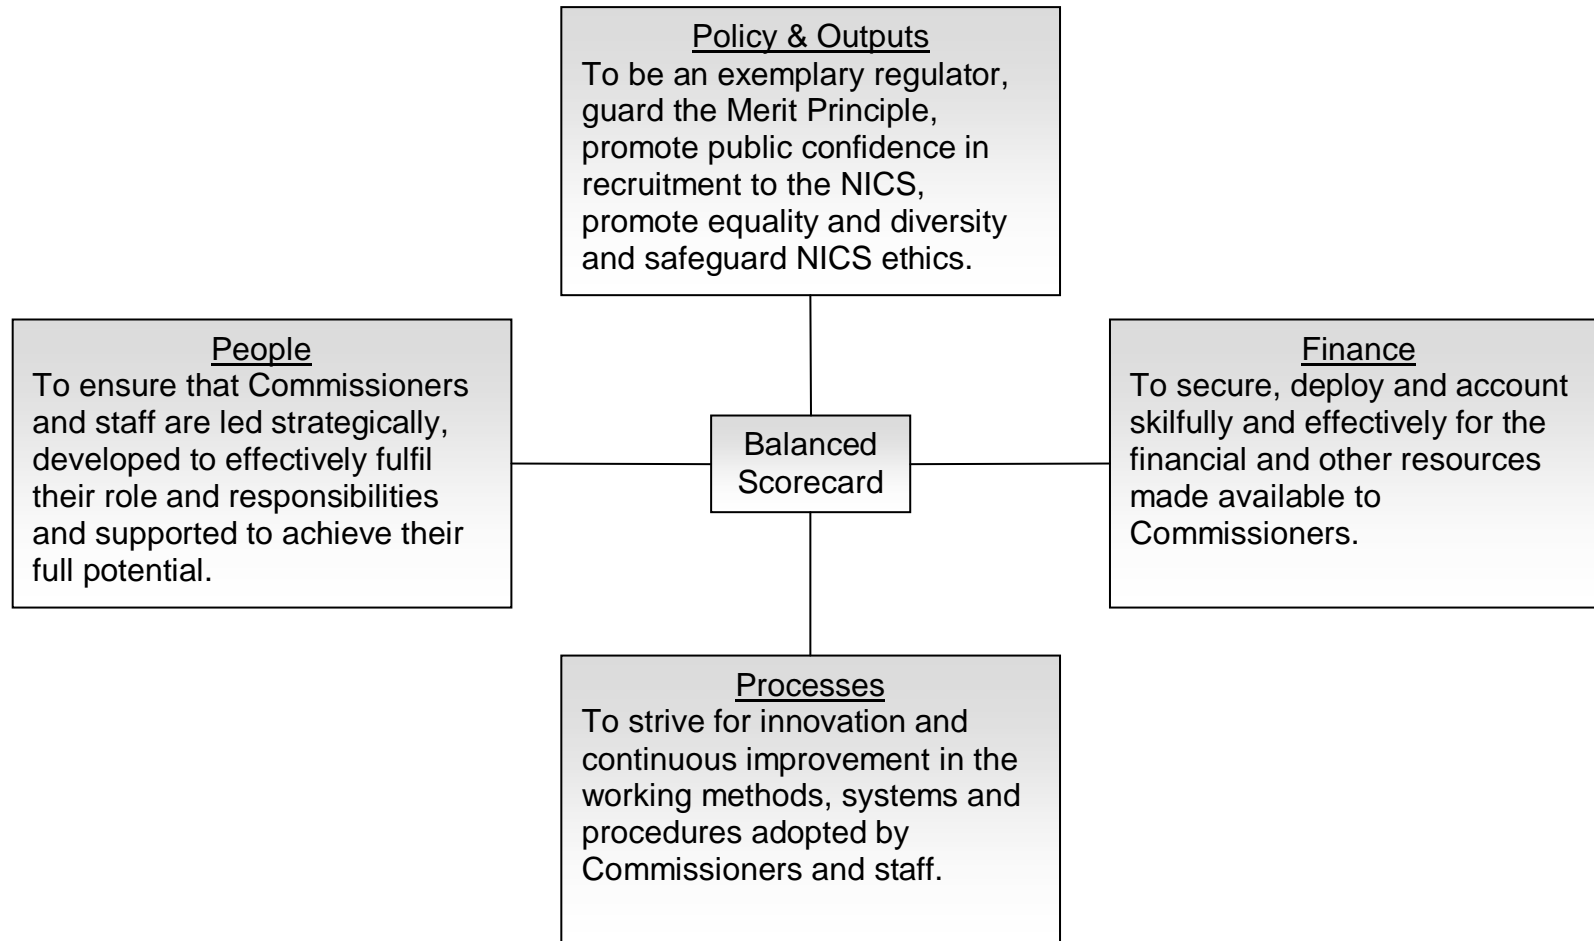 Policy & Outputs
To be an exemplary regulator,
guard the Merit Principle,
promote public confidence in
recruitment to the NICS,
promote equality and diversity
and safeguard NICS ethics.
People
To ensure that Commissioners
and staff are led strategically,
developed to effectively fulfil
their role and responsibilities
and supported to achieve their
full potential.
Balanced
Scorecard
Finance
To secure, deploy and account
skilfully and effectively for the
financial and other resources
made available to
Commissioners.
Processes
To strive for innovation and
continuous improvement in the
working methods, systems and
procedures adopted by
Commissioners and staff.